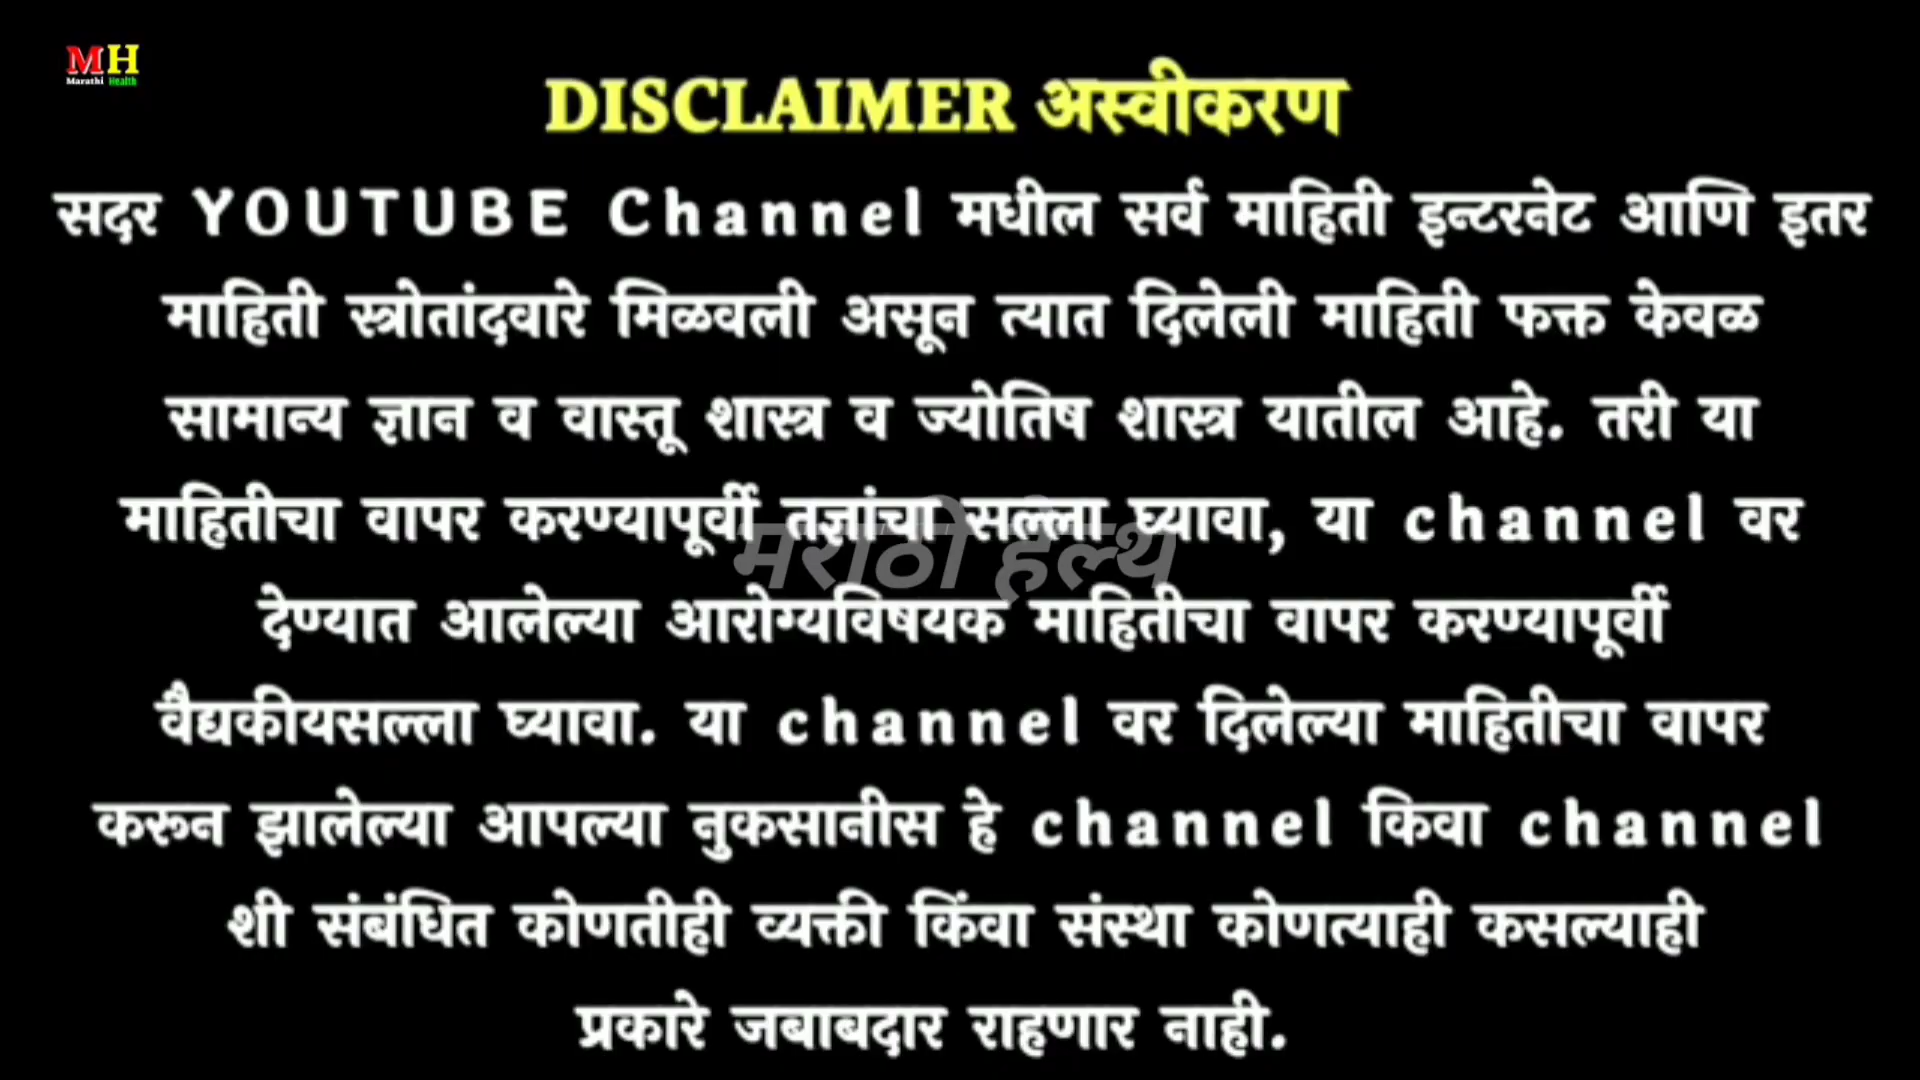 MH
Marathi Health
DISCLAIMER अस्वीकरण
सदर YOUTUBE Channel मधील सर्व माहिती इन्टरनेट आणि इतर
माहिती स्त्रोतांदवारे मिळवली असून त्यात दिलेली माहिती फक्त केवळ
सामान्य ज्ञान व वास्तू शास्त्र व ज्योतिष शास्त्र यातील आहे. तरी या
माहितीचा वापर करण्यापूर्वी तज्ञांचा सल्ला घ्यावा, या channel वर
मराठी हेल्थ
देण्यात आलेल्या आरोग्यविषयक माहितीचा वापर करण्यापूर्वी
वैद्यकीयसल्ला घ्यावा. या channel वर दिलेल्या माहितीचा वापर
करून झालेल्या आपल्या नुकसानीस हे channel किवा channel
शी संबंधित कोणतीही व्यक्ती किंवा संस्था कोणत्याही कसल्याही
प्रकारे जबाबदार राहणार नाही.